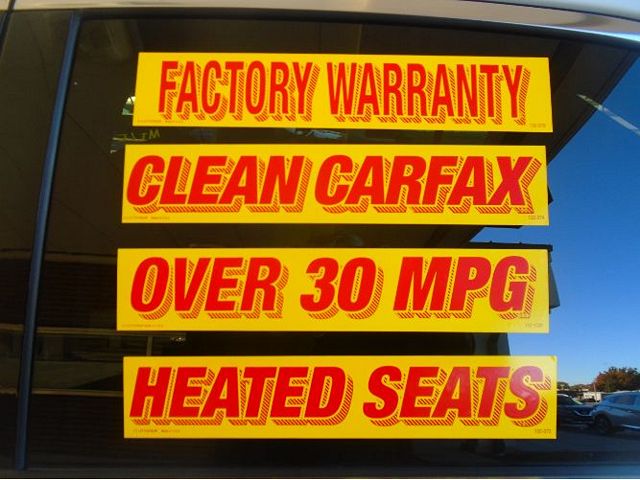 FACTORY WARRANTY
CLEAN CARFAX
OVER 30 MPG
HEATED SEATS